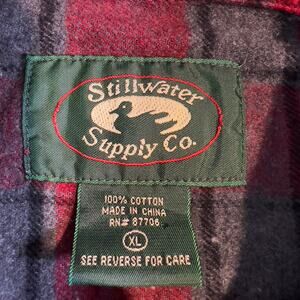 Stillwater
Supply Co.
100% COTTON
MADE IN CHINA
RN# 87706
XL
SEE REVERSE FOR CARE